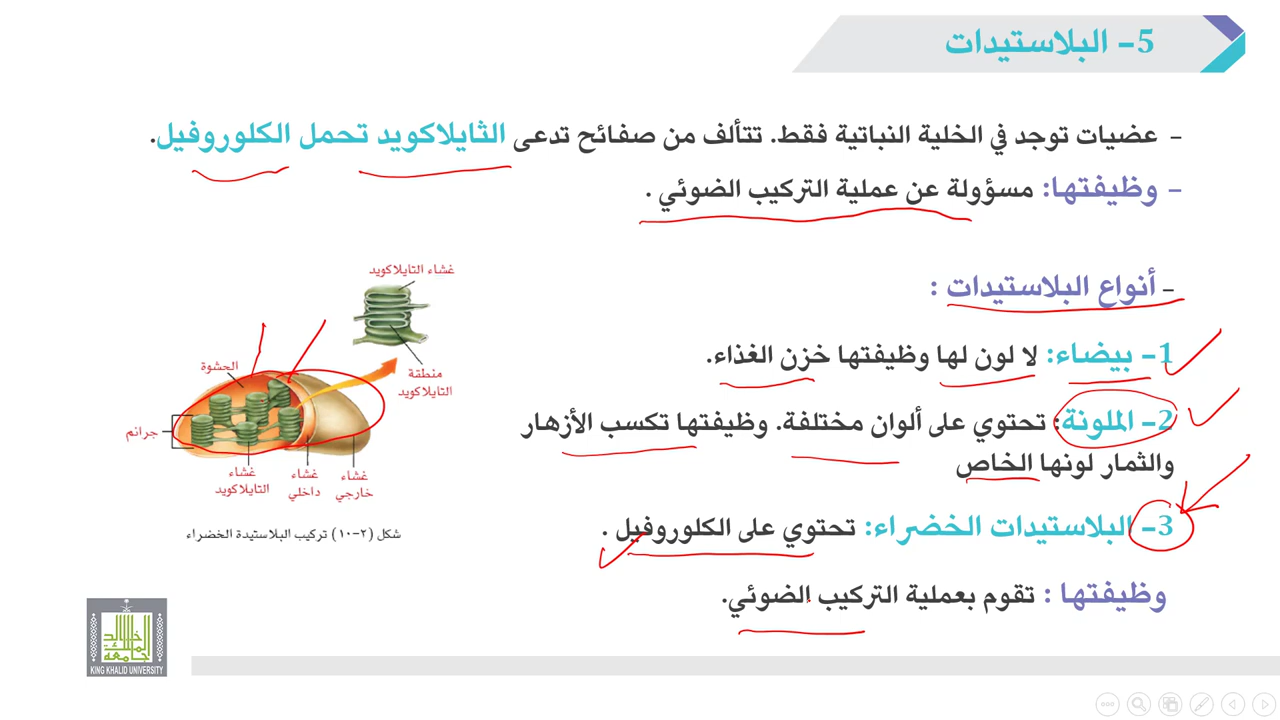 5- البلاستيدات
- عضيات توجد في الخلية النباتية فقط. تتألف من صفائح تدعى الثايلاكويد تحمل الكلوروفيل.
- وظيفتها: مسؤولة عن عملية التركيب الضوئي .
- أنواع البلاستيدات :
1- بيضاء: لا لون لها وظيفتها خزن الغذاء.
2- الملونة: تحتوي على ألوان مختلفة. وظيفتها تكسب الأزهار
والثمار لونها الخاص
3- البلاستيدات الخضراء: تحتوي على الكلوروفيل .
وظيفتها : تقوم بعملية التركيب الضوئي.
غشاء التايلاكويد
منطقة
التايلاكويد
الحشوة
جرانم
غشاء
التايلاكويد
غشاء
داخلي
غشاء
خارجي
شكل (٢-١٠) تركيب البلاستيدة الخضراء
جامعة
الملك
خالد
KING KHALID UNIVERSITY